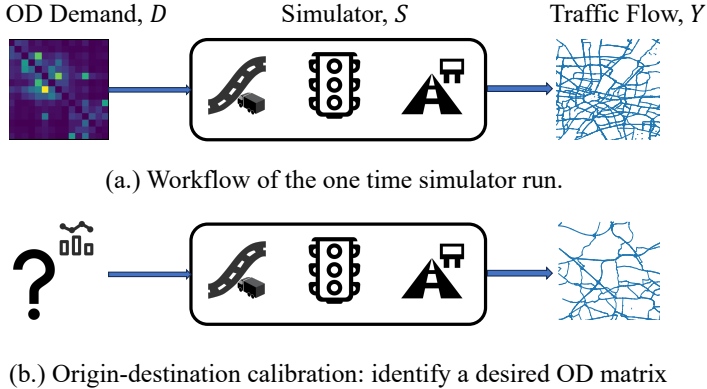 OD Demand, D
Simulator, S
Traffic Flow, Y
(a.) Workflow of the one time simulator run.
?
(b.) Origin-destination calibration: identify a desired OD matrix